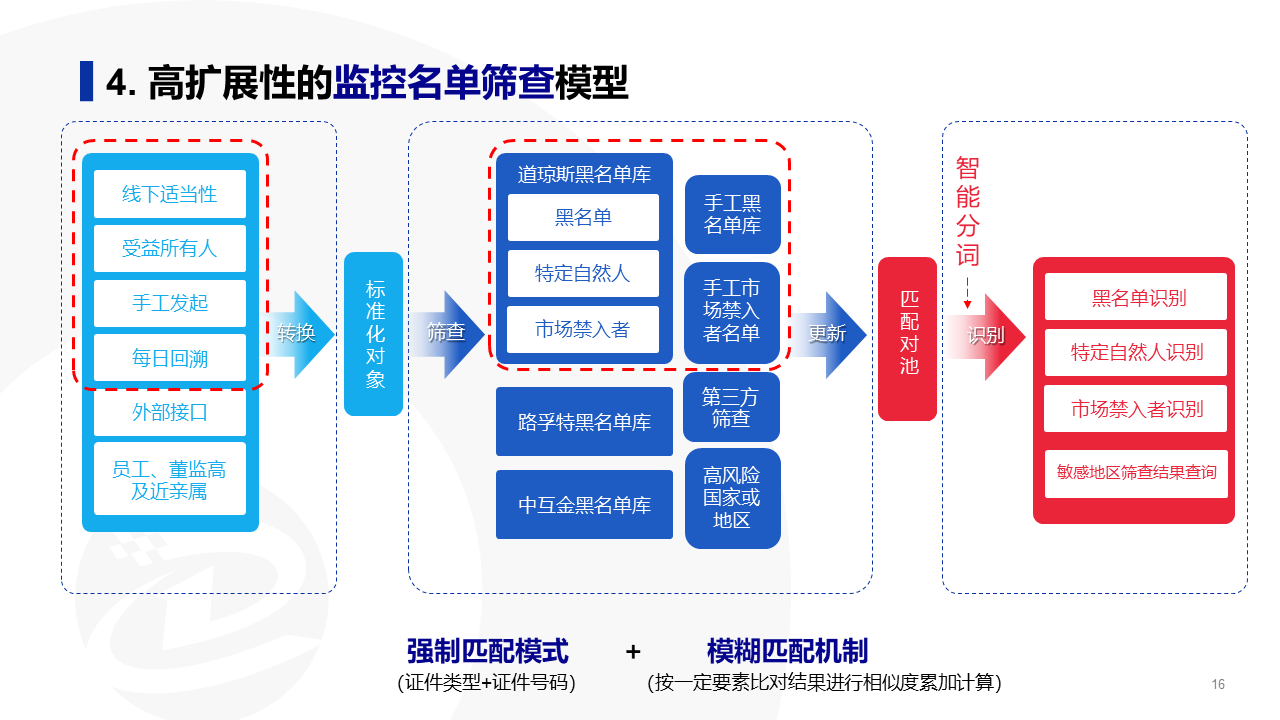 4. 高扩展性的监控名单筛查模型
线下适当性
受益所有人
手工发起
每日回溯
外部接口
员工、董监高
及近亲属
转换
标
准
化
对
象
筛查
道琼斯黑名单库
黑名单
特定自然人
市场禁入者
手工黑
名单库
手工市
场禁入
者名单
路孚特黑名单库
第三方
筛查
中互金黑名单库
高风险
国家或
地区
更新
匹
配
对
池
智
能
分
词
识别
黑名单识别
特定自然人识别
市场禁入者识别
敏感地区筛查结果查询
强制匹配模式 + 模糊匹配机制
(证件类型+证件号码) (按一定要素比对结果进行相似度累加计算)
16